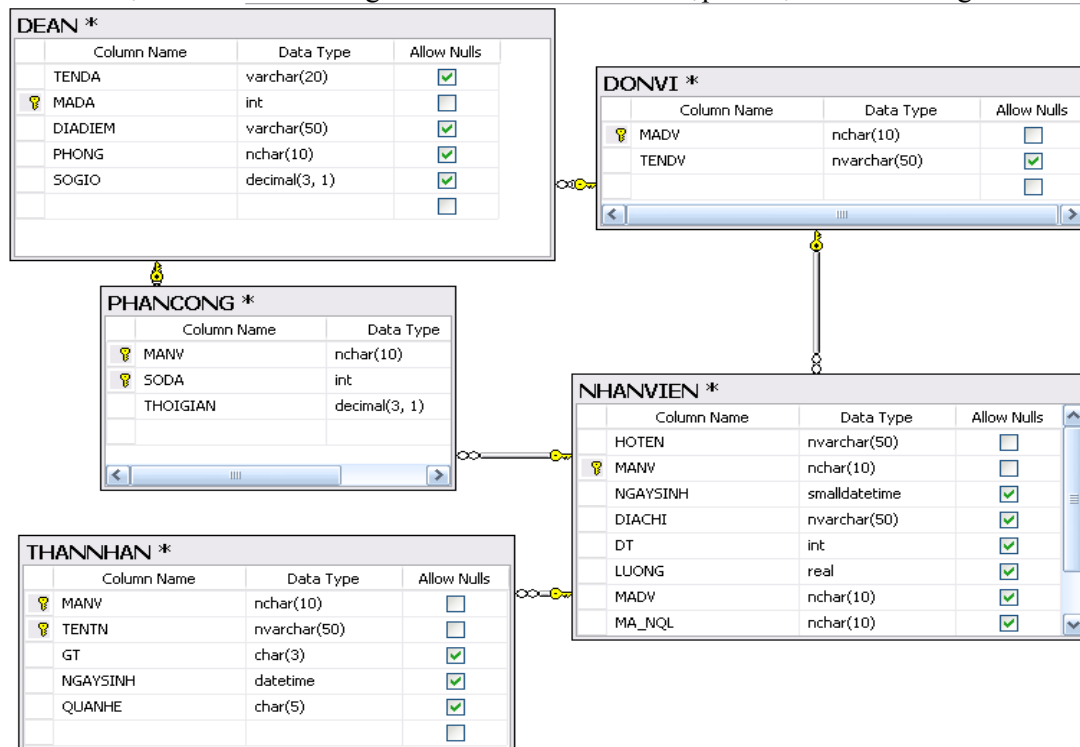 DEAN *
Column Name Data Type Allow Nulls
TENDA varchar(20)
MADA int
DIADIEM varchar(50)
PHONG nchar(10)
SOGIO decimal(3, 1)
DONVI *
Column Name Data Type Allow Nulls
MADV nchar(10)
TENDV nvarchar(50)
PHANCONG *
Column Name Data Type
MANV nchar(10)
SODA int
THOIGIAN decimal(3, 1)
NHANVIEN *
Column Name Data Type Allow Nulls
HOTEN nvarchar(50)
MANV nchar(10)
NGAYSINH smalldatetime
DIACHI nvarchar(50)
DT int
LUONG real
MADV nchar(10)
MA_NQL nchar(10)
THANNHAN *
Column Name Data Type Allow Nulls
MANV nchar(10)
TENTN nvarchar(50)
GT char(3)
NGAYSINH datetime
QUANHE char(5)